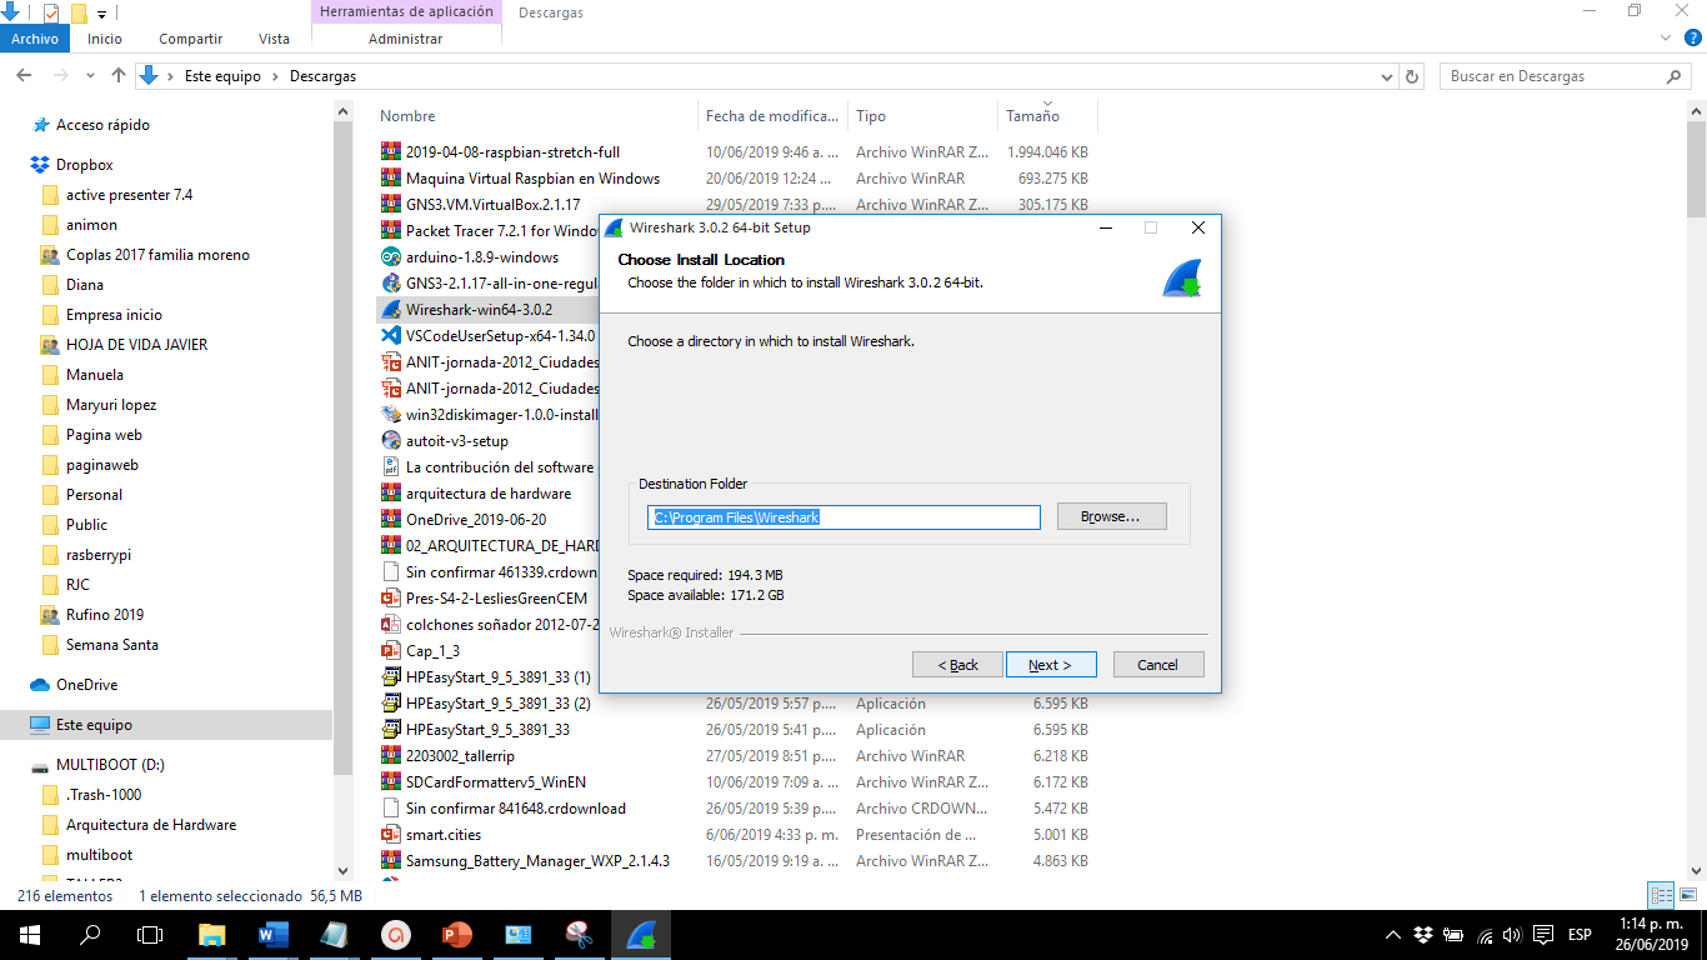 Herramientas de aplicación
Descargas
Archivo
Inicio
Compartir
Vista
Administrar
Este equipo
Descargas
Buscar en Descargas
Nombre
Fecha de modifica...
Tipo
Tamaño
Acceso rápido
Dropbox
active presenter 7.4
animon
Coplas 2017 familia moreno
Diana
Empresa inicio
HOJA DE VIDA JAVIER
Manuela
Maryuri lopez
Pagina web
paginaweb
Personal
Public
rasberrypi
RJC
Rufino 2019
Semana Santa
OneDrive
Este equipo
MULTIBOOT (D:)
.Trash-1000
Arquitectura de Hardware
multiboot
2019-04-08-raspbian-stretch-full 10/06/2019 9:46 a. ... Archivo WinRAR Z... 1.994.046 KB
Maquina Virtual Raspbian en Windows 20/06/2019 12:24 ... Archivo WinRAR 693.275 KB
GNS3.VM.VirtualBox.2.1.17 29/05/2019 7:33 p.... Archivo WinRAR Z... 305.175 KB
Packet Tracer 7.2.1 for Windo
arduino-1.8.9-windows
GNS3-2.1.17-all-in-one-regul
Wireshark-win64-3.0.2
VSCodeUserSetup-x64-1.34.0
ANIT-jornada-2012_Ciudades
ANIT-jornada-2012_Ciudades
win32diskimager-1.0.0-install
autoit-v3-setup
La contribución del software
arquitectura de hardware
OneDrive_2019-06-20
02_ARQUITECTURA_DE_HARD
Sin confirmar 461339.crdown
Pres-S4-2-LesliesGreenCEM
colchones soñador 2012-07-2
Cap_1_3
HPEasyStart_9_5_3891_33 (1)
HPEasyStart_9_5_3891_33 (2) 26/05/2019 5:57 p.... Aplicación 6.595 KB
HPEasyStart_9_5_3891_33 26/05/2019 5:41 p.... Aplicación 6.595 KB
2203002_tallerrip 27/05/2019 8:51 p.... Archivo WinRAR 6.218 KB
SDCardFormatterv5_WinEN 10/06/2019 7:09 a. ... Archivo WinRAR Z... 6.172 KB
Sin confirmar 841648.crdownload 26/05/2019 5:39 p.... Archivo CRDOWN... 5.472 KB
smart.cities 6/06/2019 4:33 p. m. Presentación de ... 5.001 KB
Samsung_Battery_Manager_WXP_2.1.4.3 16/05/2019 9:19 a. ... Archivo WinRAR Z... 4.863 KB
Wireshark 3.0.2 64-bit Setup
Choose Install Location
Choose the folder in which to install Wireshark 3.0.2 64-bit.
Choose a directory in which to install Wireshark.
Destination Folder
C:\Program Files\Wireshark
Browse...
Space required: 194.3 MB
Space available: 171.2 GB
Wireshark® Installer
< Back
Next >
Cancel
216 elementos 1 elemento seleccionado 56,5 MB
ESP
1:14 p. m.
26/06/2019